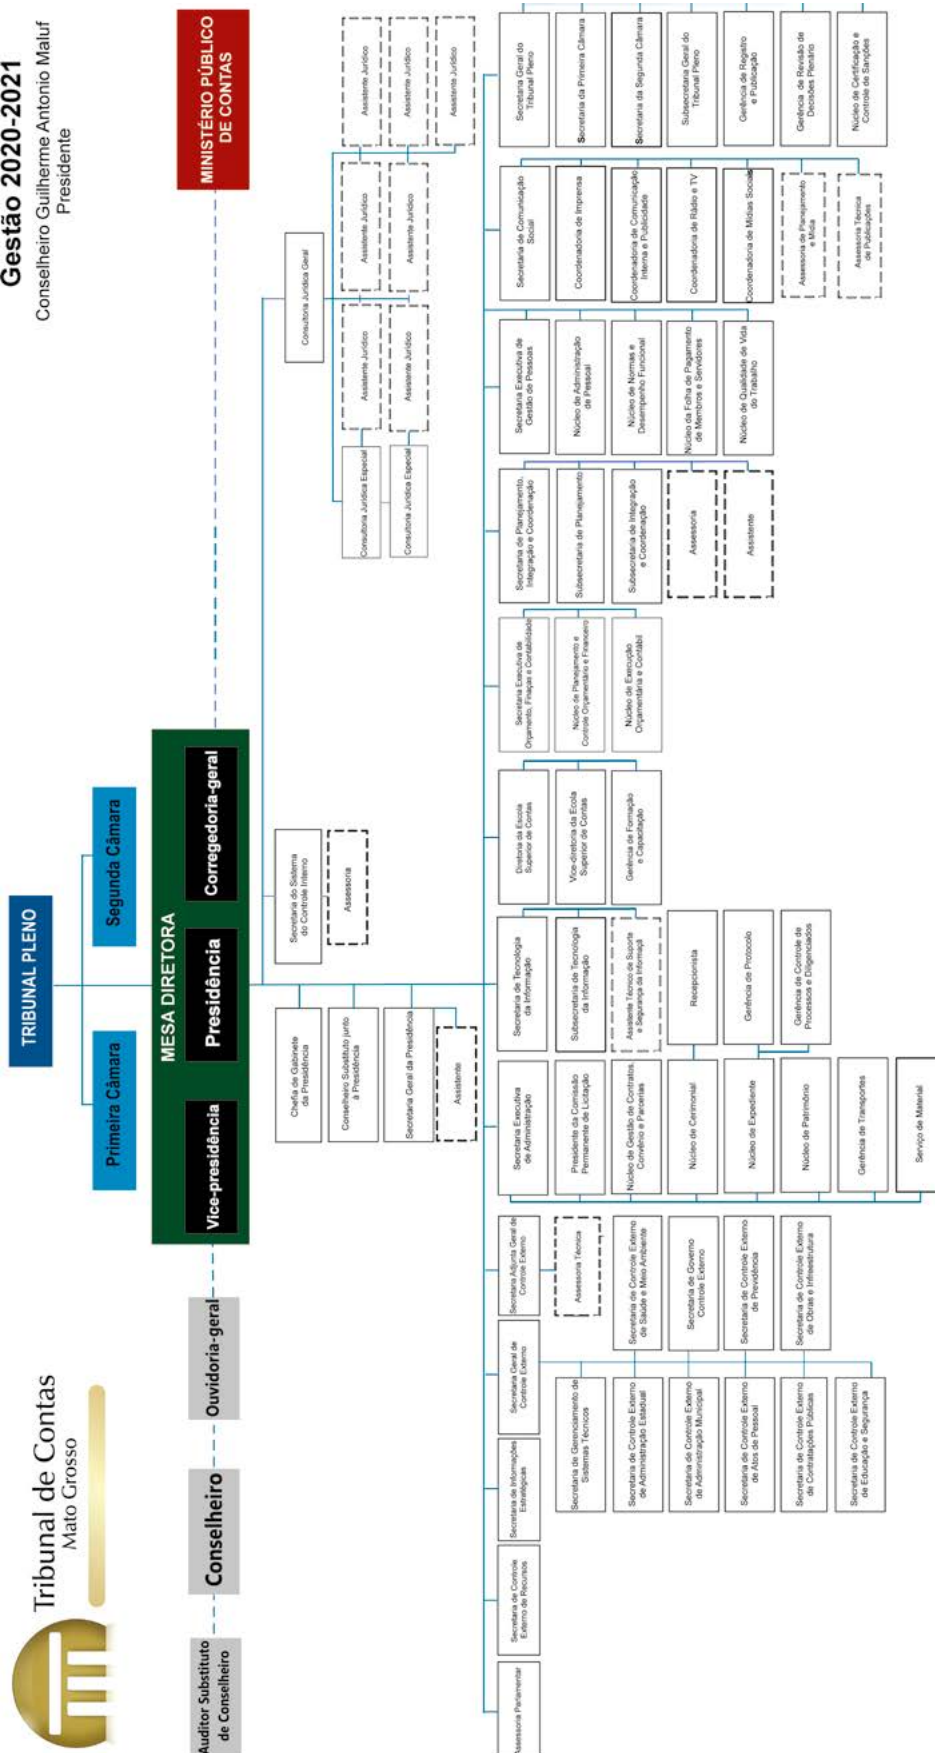 Tribunal de Contas
Mato Grosso
Gestão 2020-2021
Conselheiro Guilherme Antonio Maluf
Presidente
TRIBUNAL PLENO
Primeira Câmara
Segunda Câmara
MESA DIRETORA
Auditor Substituto
de Conselheiro
Conselheiro
Ouvidoria-geral
Vice-presidência
Presidência
Corregedoria-geral
MINISTÉRIO PÚBLICO
DE CONTAS
Chefia de Gabinete
da Presidência
Conselheiro Substituto junto
à Presidência
Secretaria Geral da Presidência
Assistente
Secretaria do Sistema
do Controle Interno
Assessoria
Consultoria Jurídica Geral
Consultoria Jurídica Especial
Assistente Jurídico
Assistente Jurídico
Assistente Jurídico
Consultoria Jurídica Especial
Assistente Jurídico
Assistente Jurídico
Assistente Jurídico
Assistente Jurídico
Assessoria Parlamentar
Secretaria de Controle
Externo de Recursos
Secretaria de Informações
Estratégicas
Secretaria Geral de
Controle Externo
Secretaria Adjunta Geral de
Controle Externo
Assessoria Técnica
Secretaria de Gerenciamento de
Sistemas Técnicos
Secretaria de Controle Externo
de Administração Estadual
Secretaria de Controle Externo
de Administração Municipal
Secretaria de Controle Externo
de Atos de Pessoal
Secretaria de Controle Externo
de Contratações Públicas
Secretaria de Controle Externo
de Educação e Segurança
Secretaria de Controle Externo
de Saúde e Meio Ambiente
Secretaria de Governo
Controle Externo
Secretaria de Controle Externo
de Previdência
Secretaria de Controle Externo
de Obras e Infreestrutura
Secretaria Executiva
de Administração
Presidente da Comissão
Permanente de Licitação
Núcleo de Gestão de Contratos,
Convênio e Parcerias
Núcleo de Cerimonial
Núcleo de Expediente
Núcleo de Patrimônio
Gerência de Transportes
Serviço de Material
Secretaria de Tecnologia
da Informação
Subsecretaria de Tecnologia
da Informação
Assistente Técnico de Suporte
e Segurança da Informaçã
Recepcionista
Gerência de Protocolo
Gerência de Controle de
Processos e Diligenciados
Diretoria da Escola
Superior de Contas
Vice-diretoria da Ecola
Superior de Contas
Gerência de Formação
e Capacitação
Secretaria Executiva de
Orçamento, Finaças e Contabilidade
Núcleo de Planejamento e
Controle Orçamentário e Financeiro
Núcleo de Execução
Orçamentária e Contábil
Secretaria de Planejamento,
Integração e Coordenação
Subsecretaria de Planejamento
Subsecretaria de Integração
e Coordenação
Assessoria
Assistente
Secretaria Executiva de
Gestão de Pessoas
Núcleo de Administração
de Pessoal
Núcleo de Normas e
Desempenho Funcional
Núcleo da Folha de Pagamento
de Membros e Servidores
Núcleo de Qualidade de Vida
do Trabalho
Secretaria de Comunicação
Social
Coordenadoria de Imprensa
Coordenadoria de Comunicação
Interna e Publicidade
Coordenadoria de Rádio e TV
Coordenadoria de Mídias Sociais
Assessoria de Planejamento
e Mídia
Assessoria Técnica
de Publicações
Secretaria Geral do
Tribunal Pleno
Secretaria da Primeira Câmara
Secretaria da Segunda Câmara
Subsecretaria Geral do
Tribunal Pleno
Gerência de Registro
e Publicação
Gerência de Revisão de
Decisões Plenário
Núcleo de Certificação e
Controle de Sanções